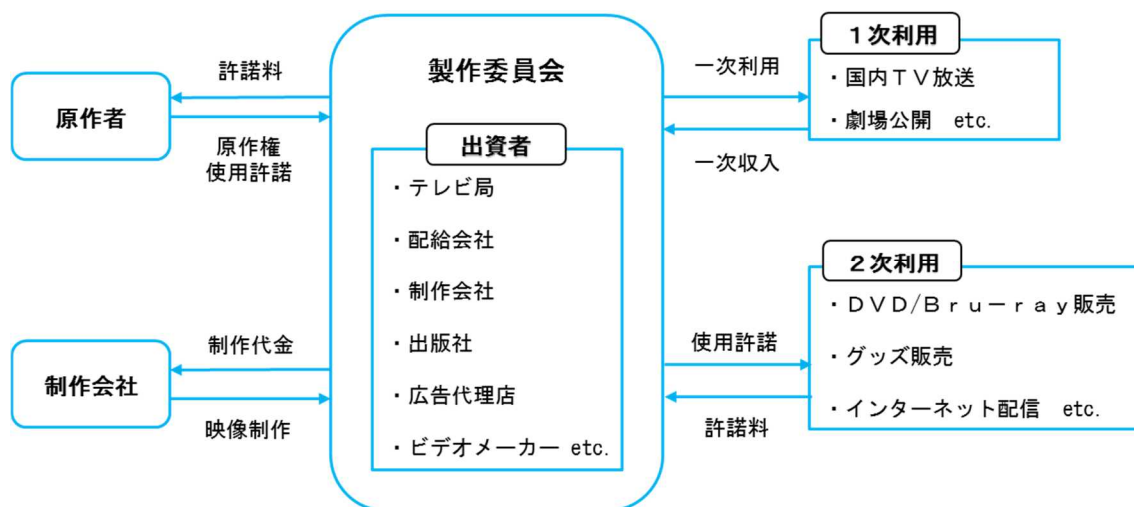 原作者
許諾料
原作権
使用許諾
制作会社
制作代金
映像制作
製作委員会
出資者
・テレビ局
・配給会社
・制作会社
・出版社
・広告代理店
・ビデオメーカー etc.
一次利用
一次収入
１次利用
・国内ＴＶ放送
・劇場公開　etc.
使用許諾
許諾料
２次利用
・ＤＶＤ/Ｂｒｕーｒａｙ販売
・グッズ販売
・インターネット配信　etc.